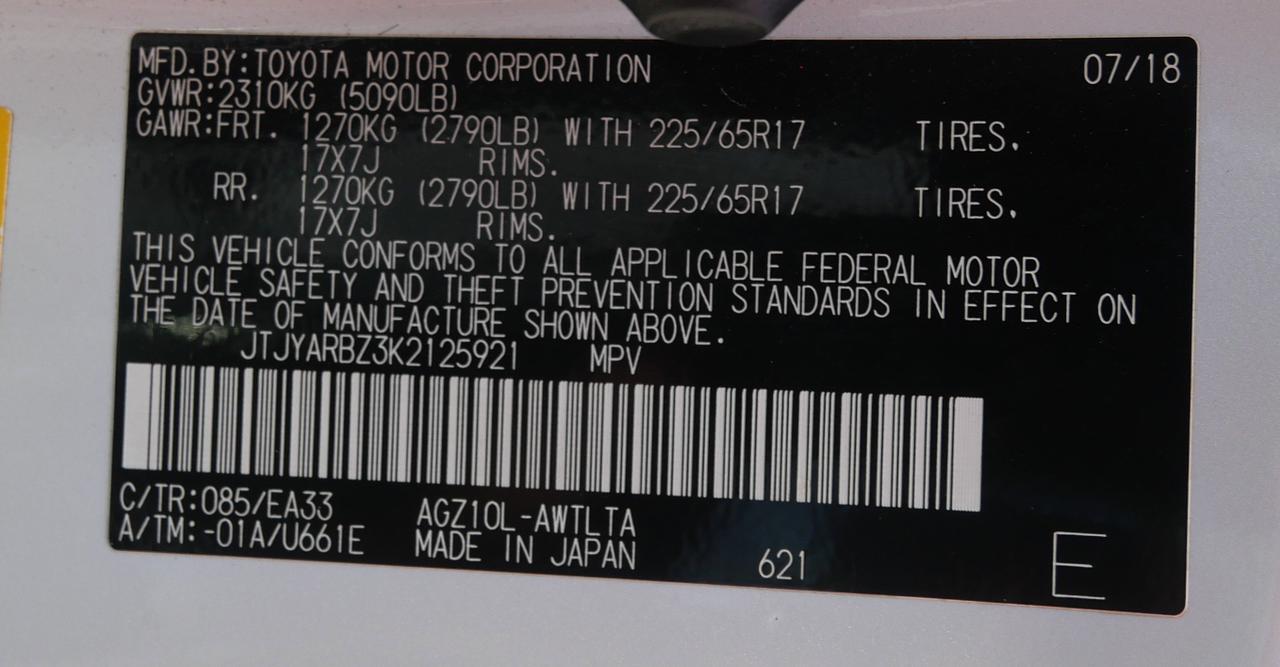 MFD.BY:TOYOTA MOTOR CORPORATION 07/18
GVWR:2310KG (5090LB)
GAWR:FRT. 1270KG (2790LB) WITH 225/65R17 TIRES.
17X7J RIMS.
RR. 1270KG (2790LB) WITH 225/65R17 TIRES.
17X7J RIMS.
THIS VEHICLE CONFORMS TO ALL APPLICABLE FEDERAL MOTOR
VEHICLE SAFETY AND THEFT PREVENTION STANDARDS IN EFFECT ON
THE DATE OF MANUFACTURE SHOWN ABOVE.
JTJYARBZ3K2125921 MPV
C/TR:085/EA33 AGZ10L-AWTLTA
A/TM:-01A/U661E MADE IN JAPAN 621 E